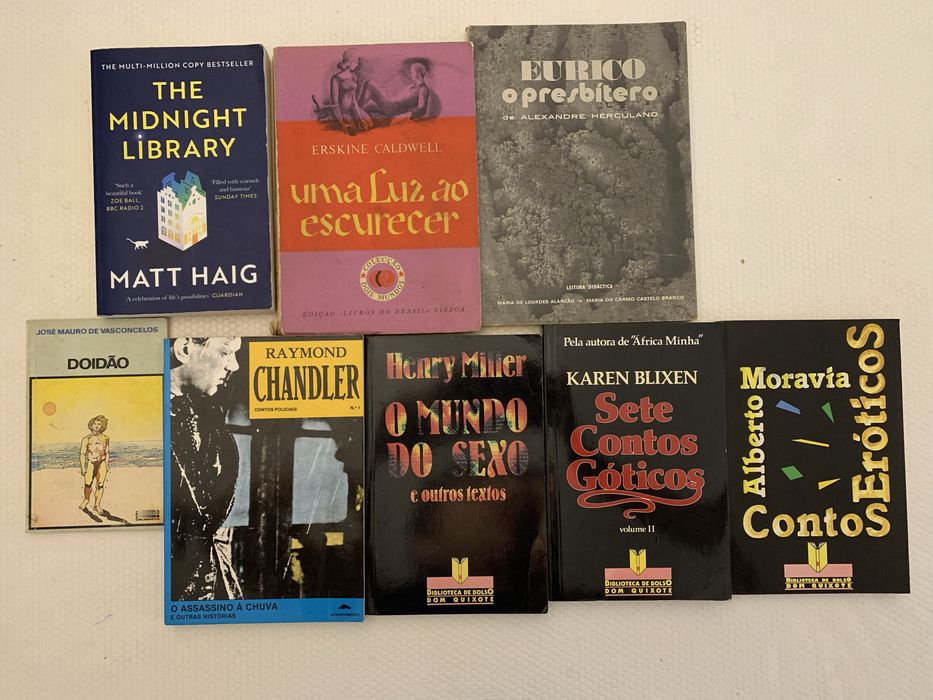 THE MULTI-MILLION COPY BESTSELLER
THE
MIDNIGHT
LIBRARY
'Such a
beautiful book'
ZOE BALL,
BBC RADIO 2
'Filled with warmth
and humour'
SUNDAY TIMES
MATT HAIG
'A celebration of life's possibilities' GUARDIAN
ERSKINE CALDWELL
uma Luz ao
escurecer
COLECÇÃO
DOIS MUNDOS
EDIÇÃO «LIVROS DO BRASIL» LISBOA
EURICO
o presbítero
de ALEXANDRE HERCULANO
LEITURA DIDÁCTICA
MARIA DE LOURDES ALARCÃO • MARIA DO CARMO CASTELO BRANCO
JOSÉ MAURO DE VASCONCELOS
DOIDÃO
RAYMOND
CHANDLER
CONTOS POLICIAIS
N.º 1
O ASSASSINO À CHUVA
E OUTRAS HISTÓRIAS
AFRONTAMENTO
Henry Miller
O MUNDO
DO SEXO
e outros textos
BIBLIOTECA DE BOLSO
DOM QUIXOTE
Pela autora de "África Minha"
KAREN BLIXEN
Sete
Contos
Góticos
volume II
BIBLIOTECA DE BOLSO
DOM QUIXOTE
Alberto
Moravia
Contos
Eróticos
BIBLIOTECA DE BOLSO
DOM QUIXOTE